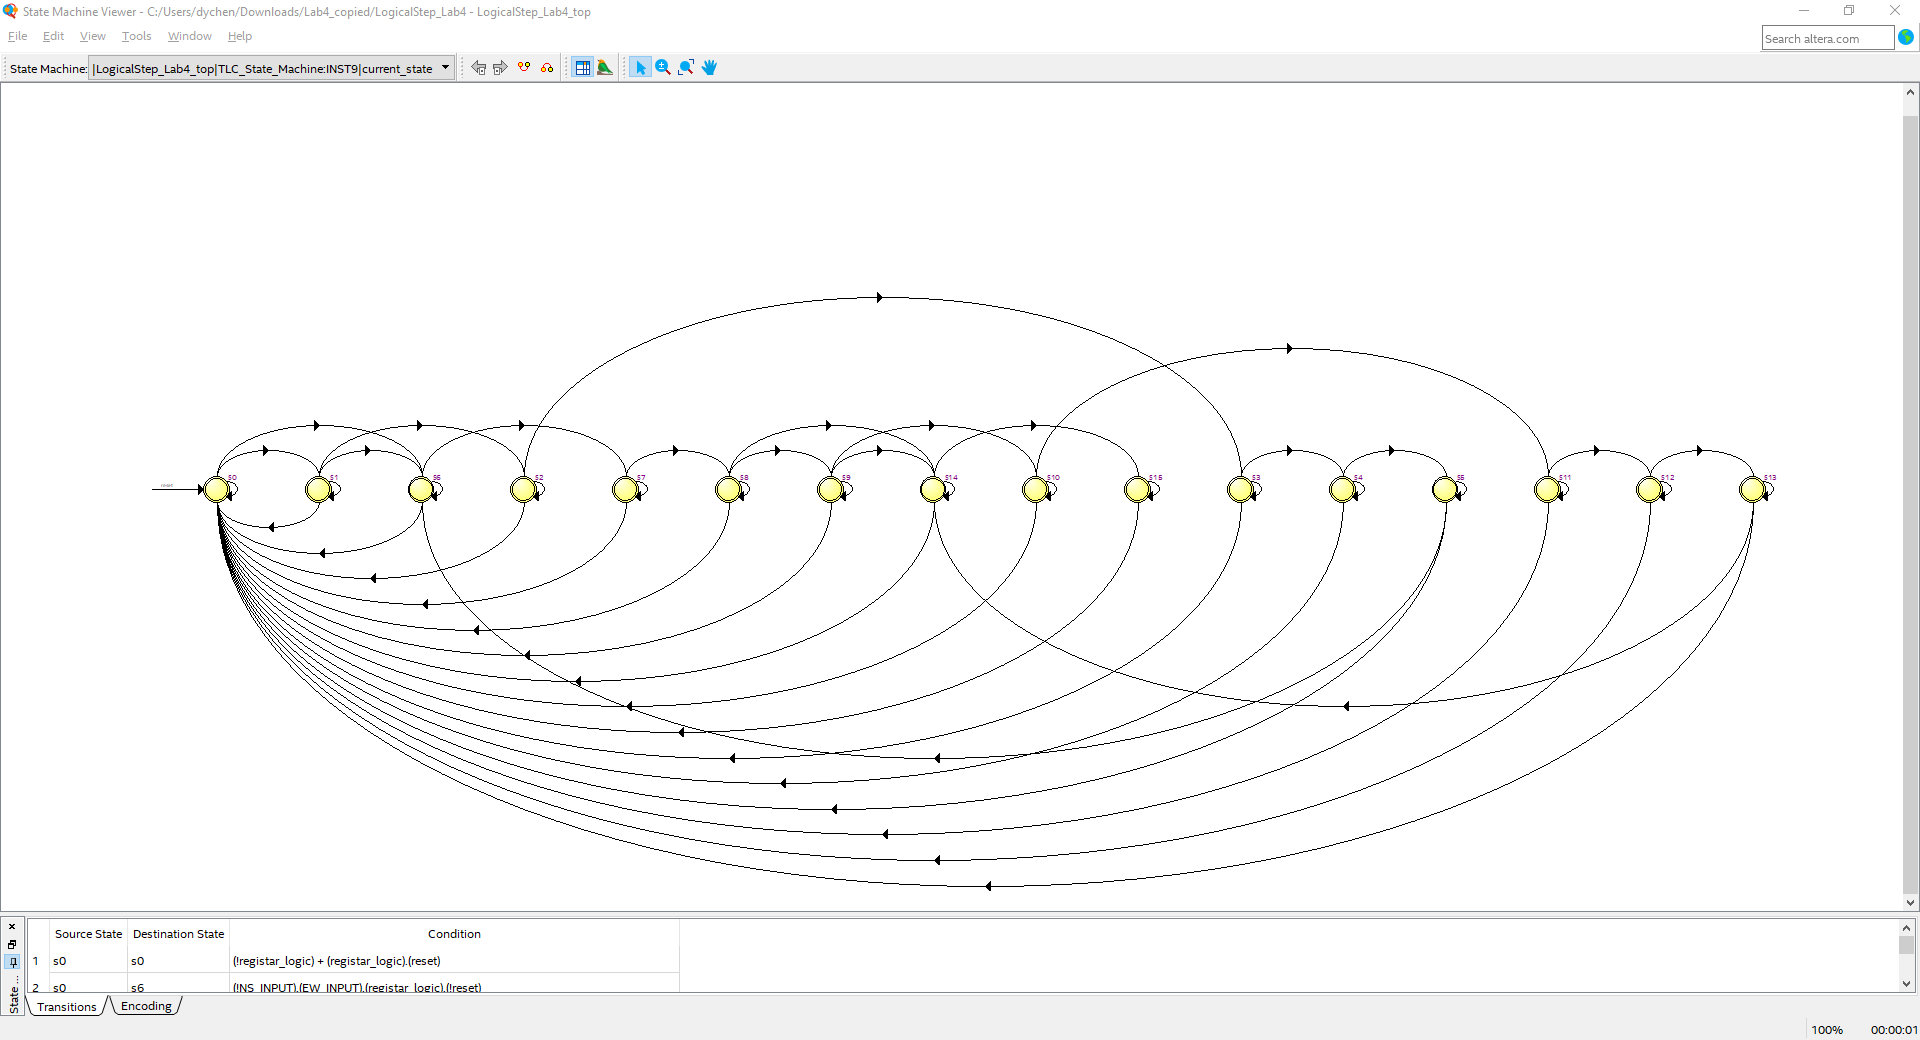 State Machine Viewer - C:/Users/dychen/Downloads/Lab4_copied/LogicalStep_Lab4 - LogicalStep_Lab4_top
File Edit View Tools Window Help
Search altera.com
State Machine: |LogicalStep_Lab4_top|TLC_State_Machine:INST9|current_state
reset S0 S1 S6 S2 S7 S8 S9 S14 S10 S15 S3 S4 S5 S11 S12 S13
Source State Destination State Condition
1 s0 s0 (!registar_logic) + (registar_logic).(reset)
2 s0 s6 (!NS_INPUT).(EW_INPUT).(registar_logic).(!reset)
State ...
Transitions Encoding
100% 00:00:01